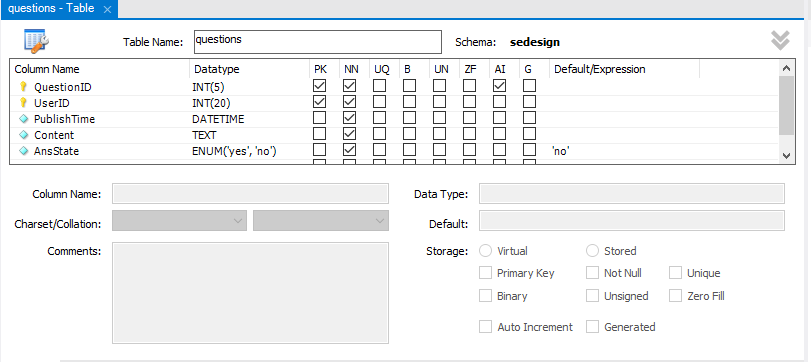 questions - Table ×
Table Name: questions Schema: sedesign
Column Name Datatype PK NN UQ B UN ZF AI G Default/Expression
QuestionID INT(5)
UserID INT(20)
PublishTime DATETIME
Content TEXT
AnsState ENUM('yes', 'no') 'no'
Column Name: Data Type:
Charset/Collation: Default:
Comments: Storage: Virtual Stored
Primary Key Not Null Unique
Binary Unsigned Zero Fill
Auto Increment Generated